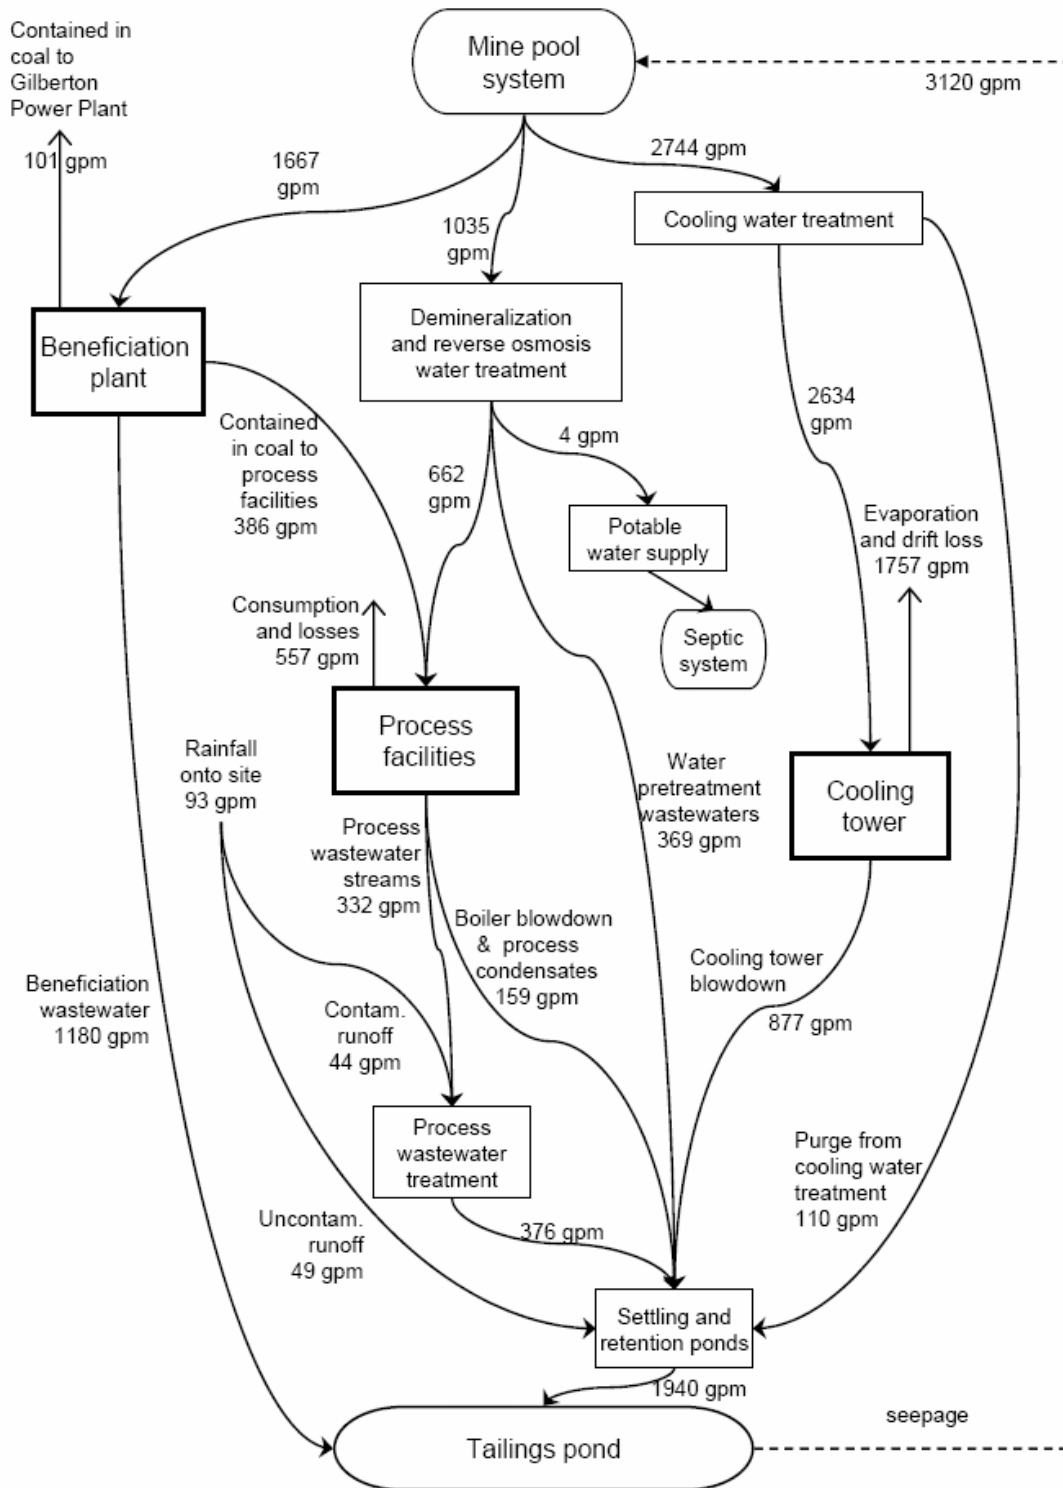 Contained in
coal to
Gilberton
Power Plant
101 gpm
Mine pool
system
3120 gpm
1667
gpm
2744 gpm
1035
gpm
Cooling water treatment
Beneficiation
plant
Demineralization
and reverse osmosis
water treatment
Contained
in coal to
process
facilities
386 gpm
662
gpm
4 gpm
2634
gpm
Potable
water supply
Evaporation
and drift loss
1757 gpm
Consumption
and losses
557 gpm
Septic
system
Process
facilities
Rainfall
onto site
93 gpm
Water
pretreatment
wastewaters
369 gpm
Cooling
tower
Process
wastewater
streams
332 gpm
Boiler blowdown
& process
condensates
159 gpm
Cooling tower
blowdown
877 gpm
Beneficiation
wastewater
1180 gpm
Contam.
runoff
44 gpm
Process
wastewater
treatment
Purge from
cooling water
treatment
110 gpm
Uncontam.
runoff
49 gpm
376 gpm
Settling and
retention ponds
1940 gpm
Tailings pond
seepage